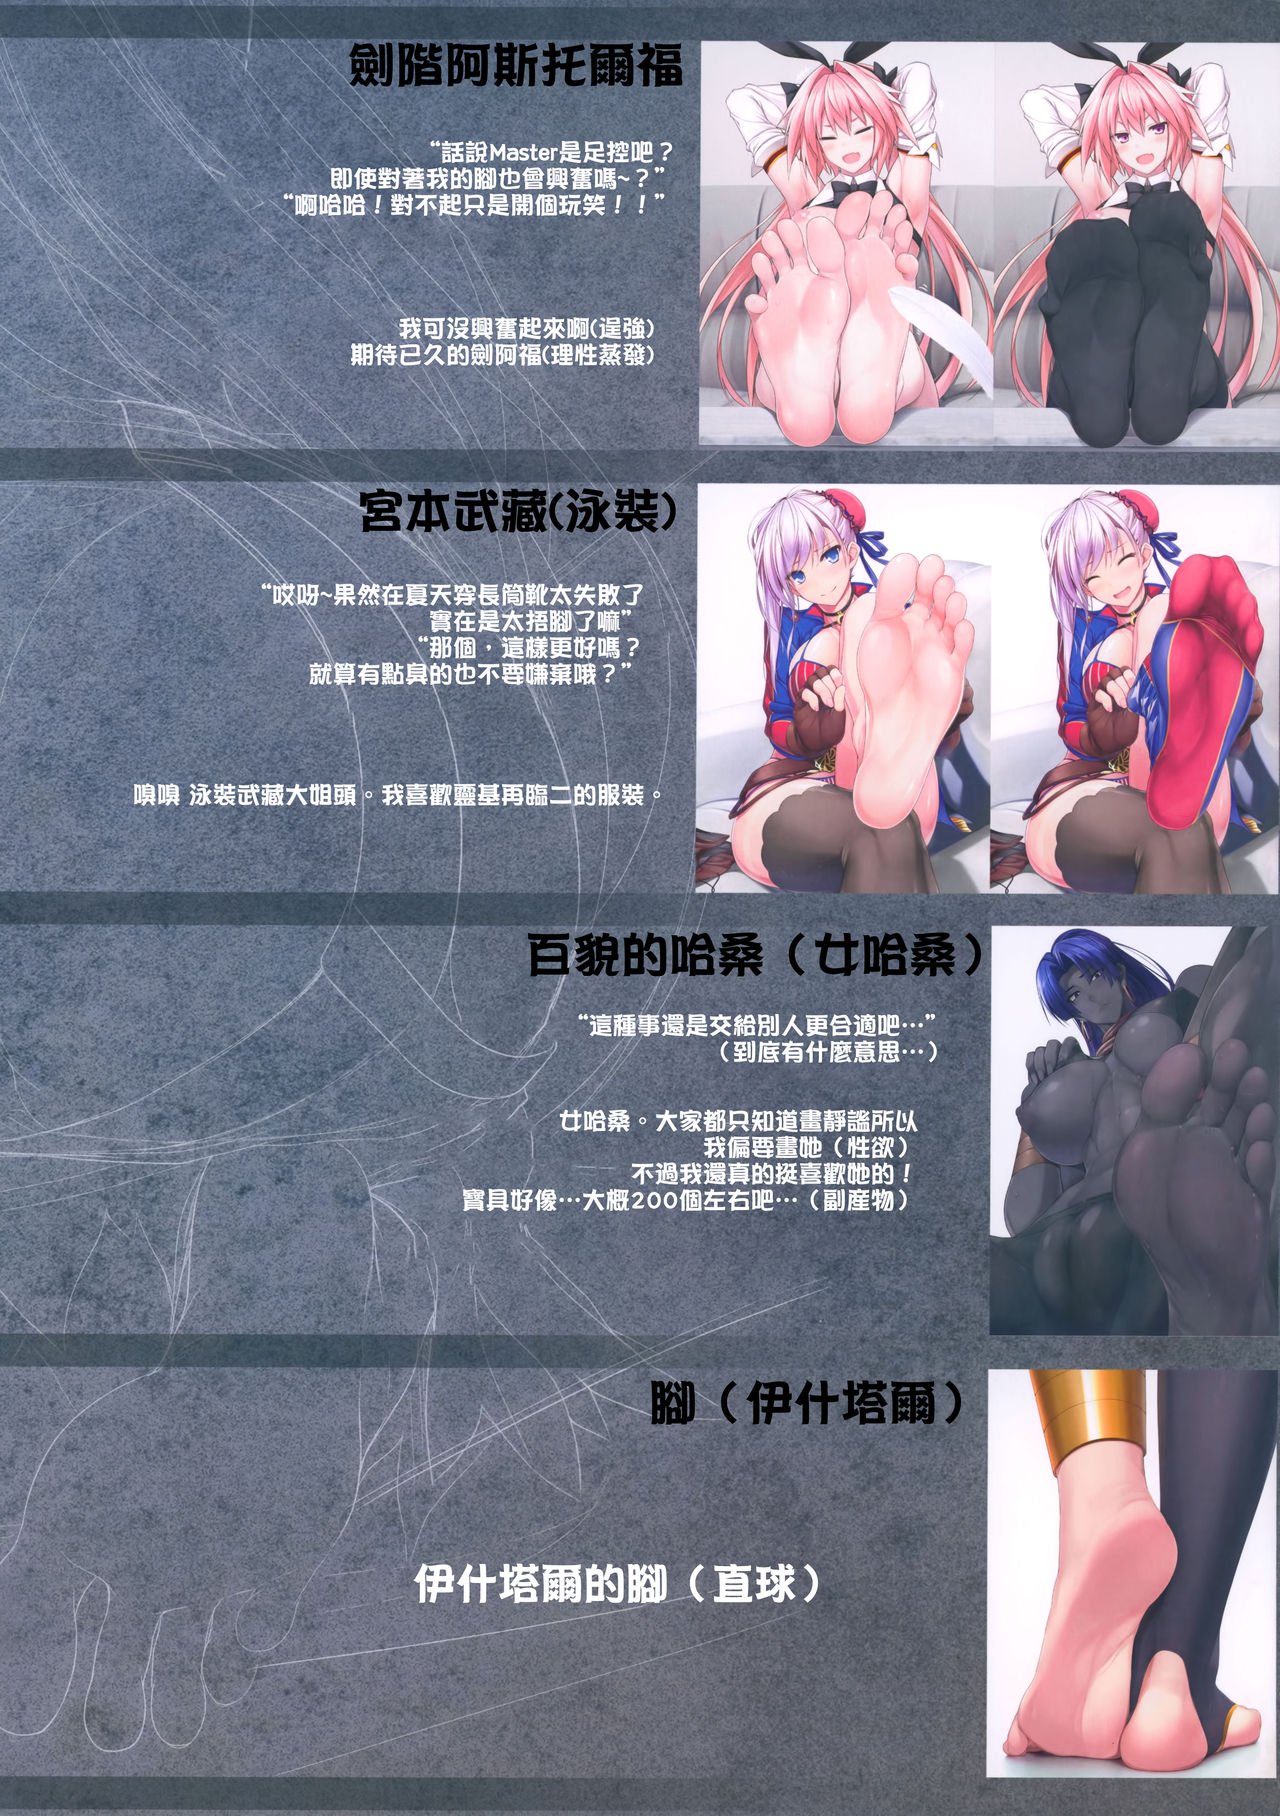 劍階阿斯托爾福
“話說Master是足控吧？
即使對著我的腳也會興奮嗎~？”
“啊哈哈！對不起只是開個玩笑！！”
我可沒興奮起來啊(逞強)
期待已久的劍阿福(理性蒸發)
宮本武藏(泳裝)
“哎呀~果然在夏天穿長筒靴太失敗了
實在是太捂腳了嘛”
“那個，這樣更好嗎？
就算有點臭的也不要嫌棄哦？”
嗅嗅 泳裝武藏大姐頭。我喜歡靈基再臨二的服裝。
百貌的哈桑（女哈桑）
“這種事還是交給別人更合適吧…”
（到底有什麼意思…）
女哈桑。大家都只知道畫靜謐所以
我偏要畫她（性欲）
不過我還真的挺喜歡她的！
寶具好像…大概200個左右吧…（副產物）
腳（伊什塔爾）
伊什塔爾的腳（直球）